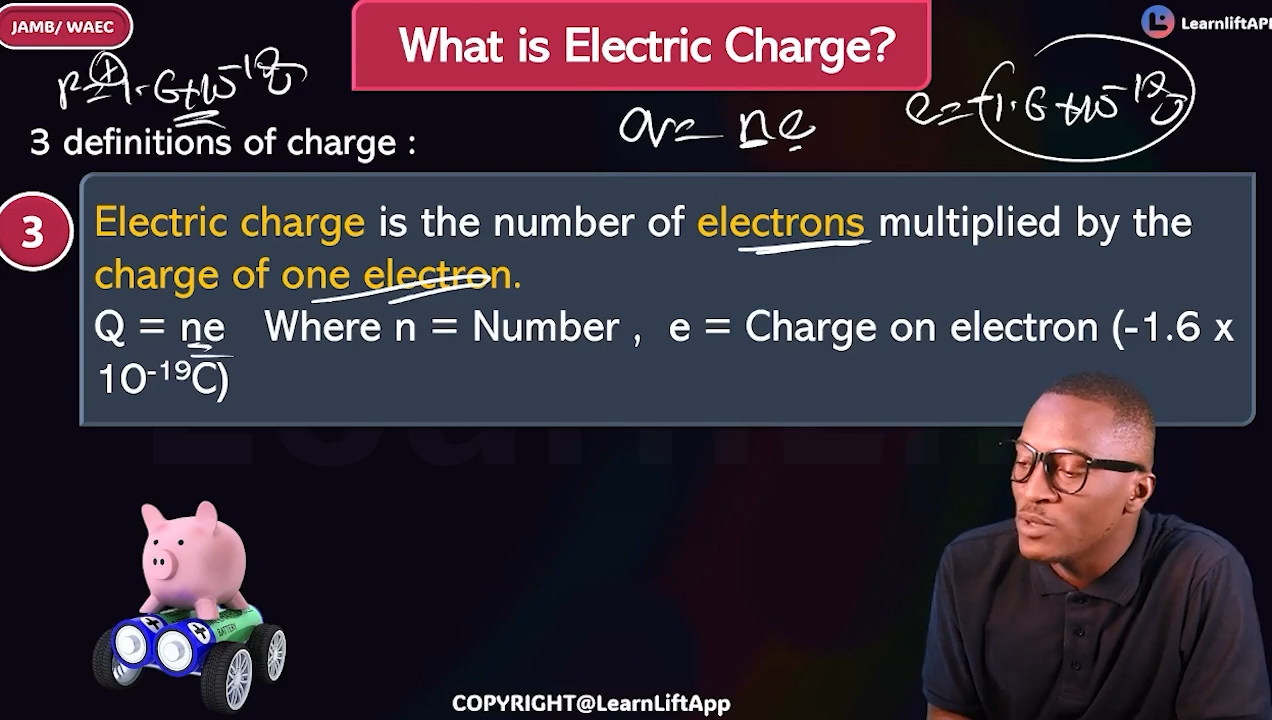 JAMB/ WAEC
What is Electric Charge?
LearnliftAPP
3 definitions of charge :
Q = ne
3
Electric charge is the number of electrons multiplied by the
charge of one electron.
Q = ne Where n = Number , e = Charge on electron (-1.6 x
10⁻¹⁹C)
BATTERY
COPYRIGHT@LearnLiftApp